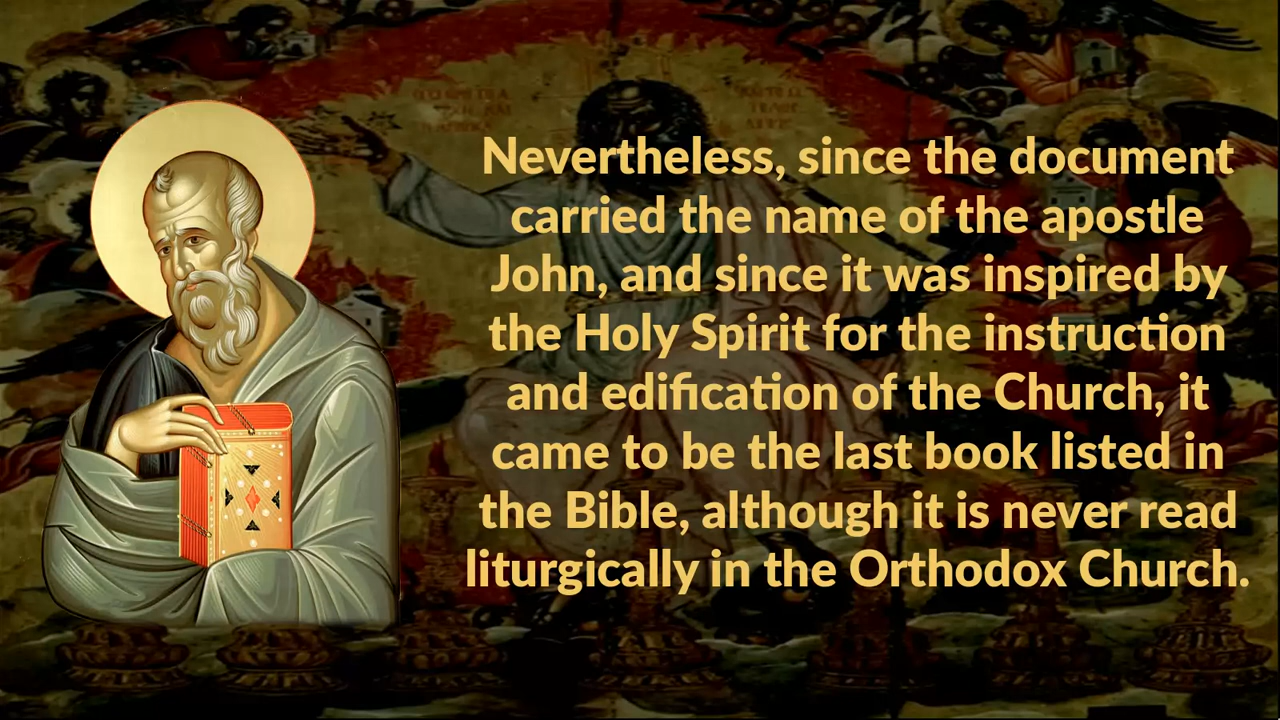 Nevertheless, since the document
carried the name of the apostle
John, and since it was inspired by
the Holy Spirit for the instruction
and edification of the Church, it
came to be the last book listed in
the Bible, although it is never read
liturgically in the Orthodox Church.